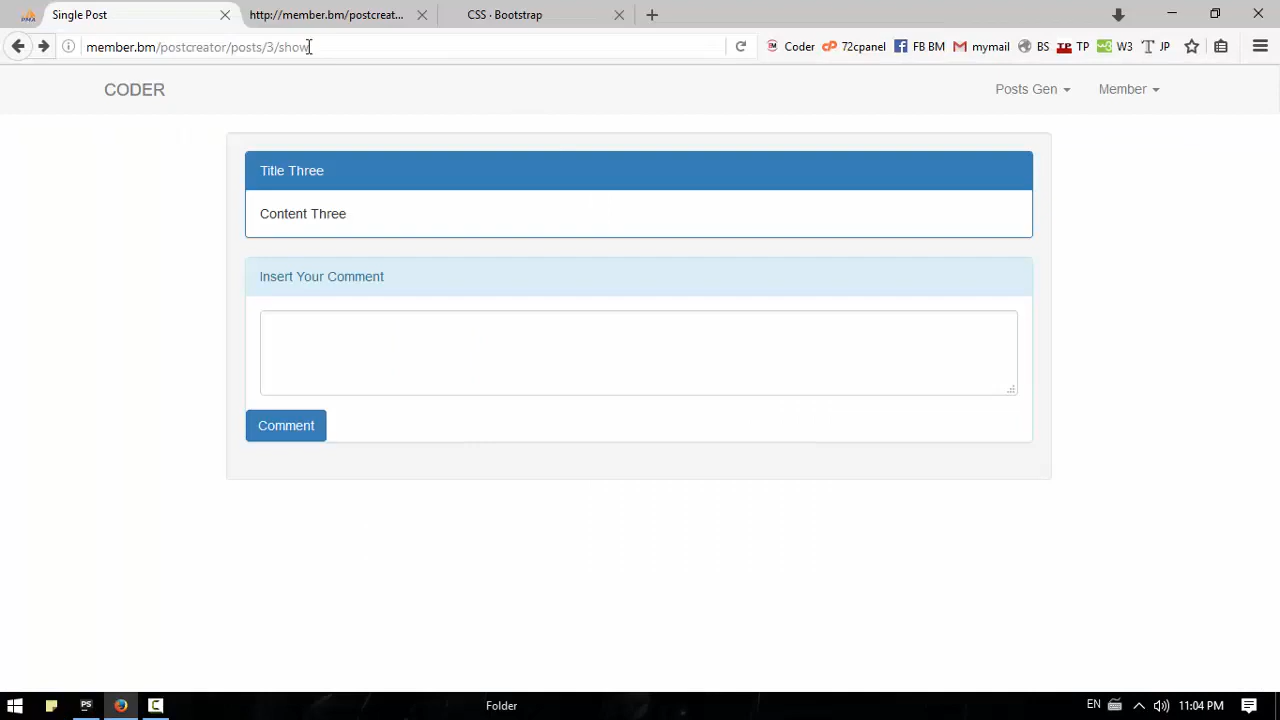 Single Post
http://member.bm/postcreat...
CSS · Bootstrap
member.bm/postcreator/posts/3/show
Coder
72cpanel
FB BM
mymail
BS
TP
W3
JP
CODER
Posts Gen
Member
Title Three
Content Three
Insert Your Comment
Comment
Folder
EN
11:04 PM